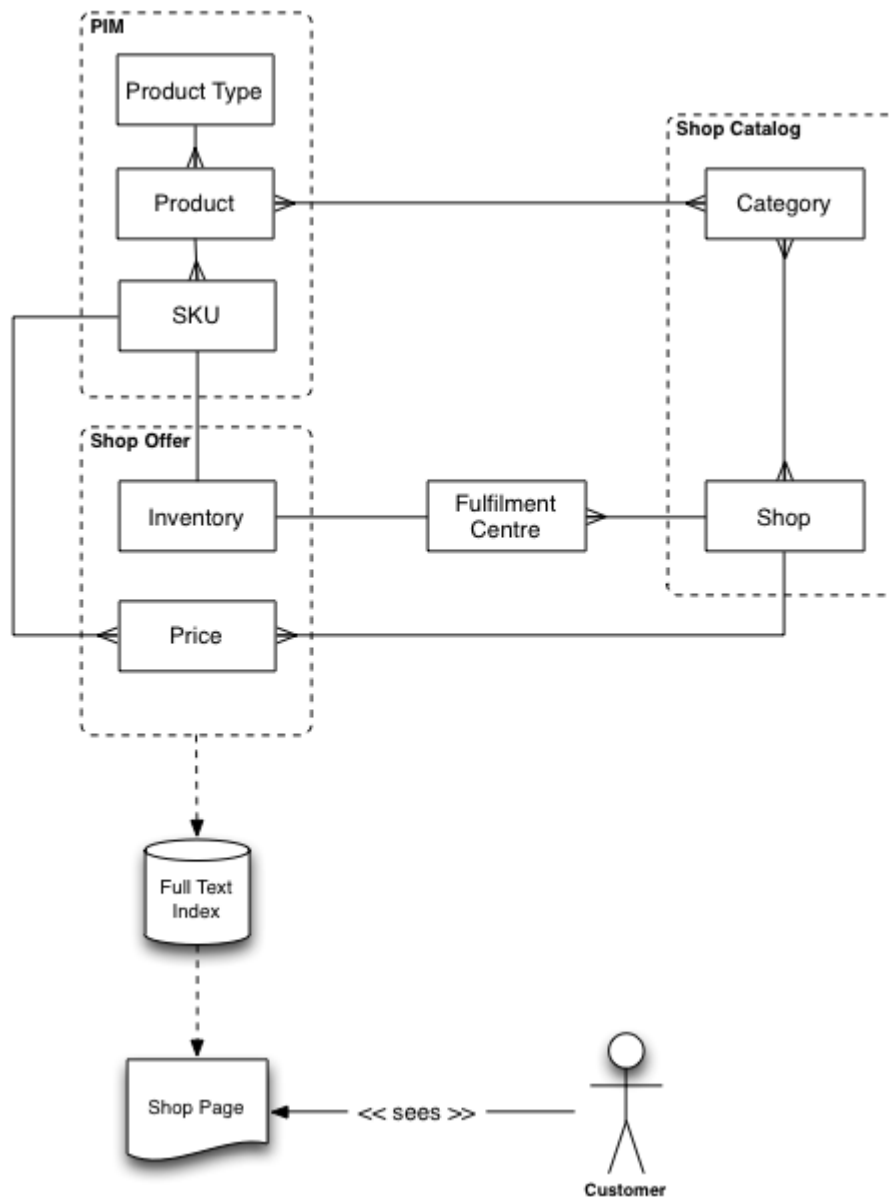 PIM
Product Type
Shop Catalog
Product
Category
SKU
Shop Offer
Inventory
Fulfilment
Centre
Shop
Price
Full Text
Index
Shop Page
<< sees >>
Customer